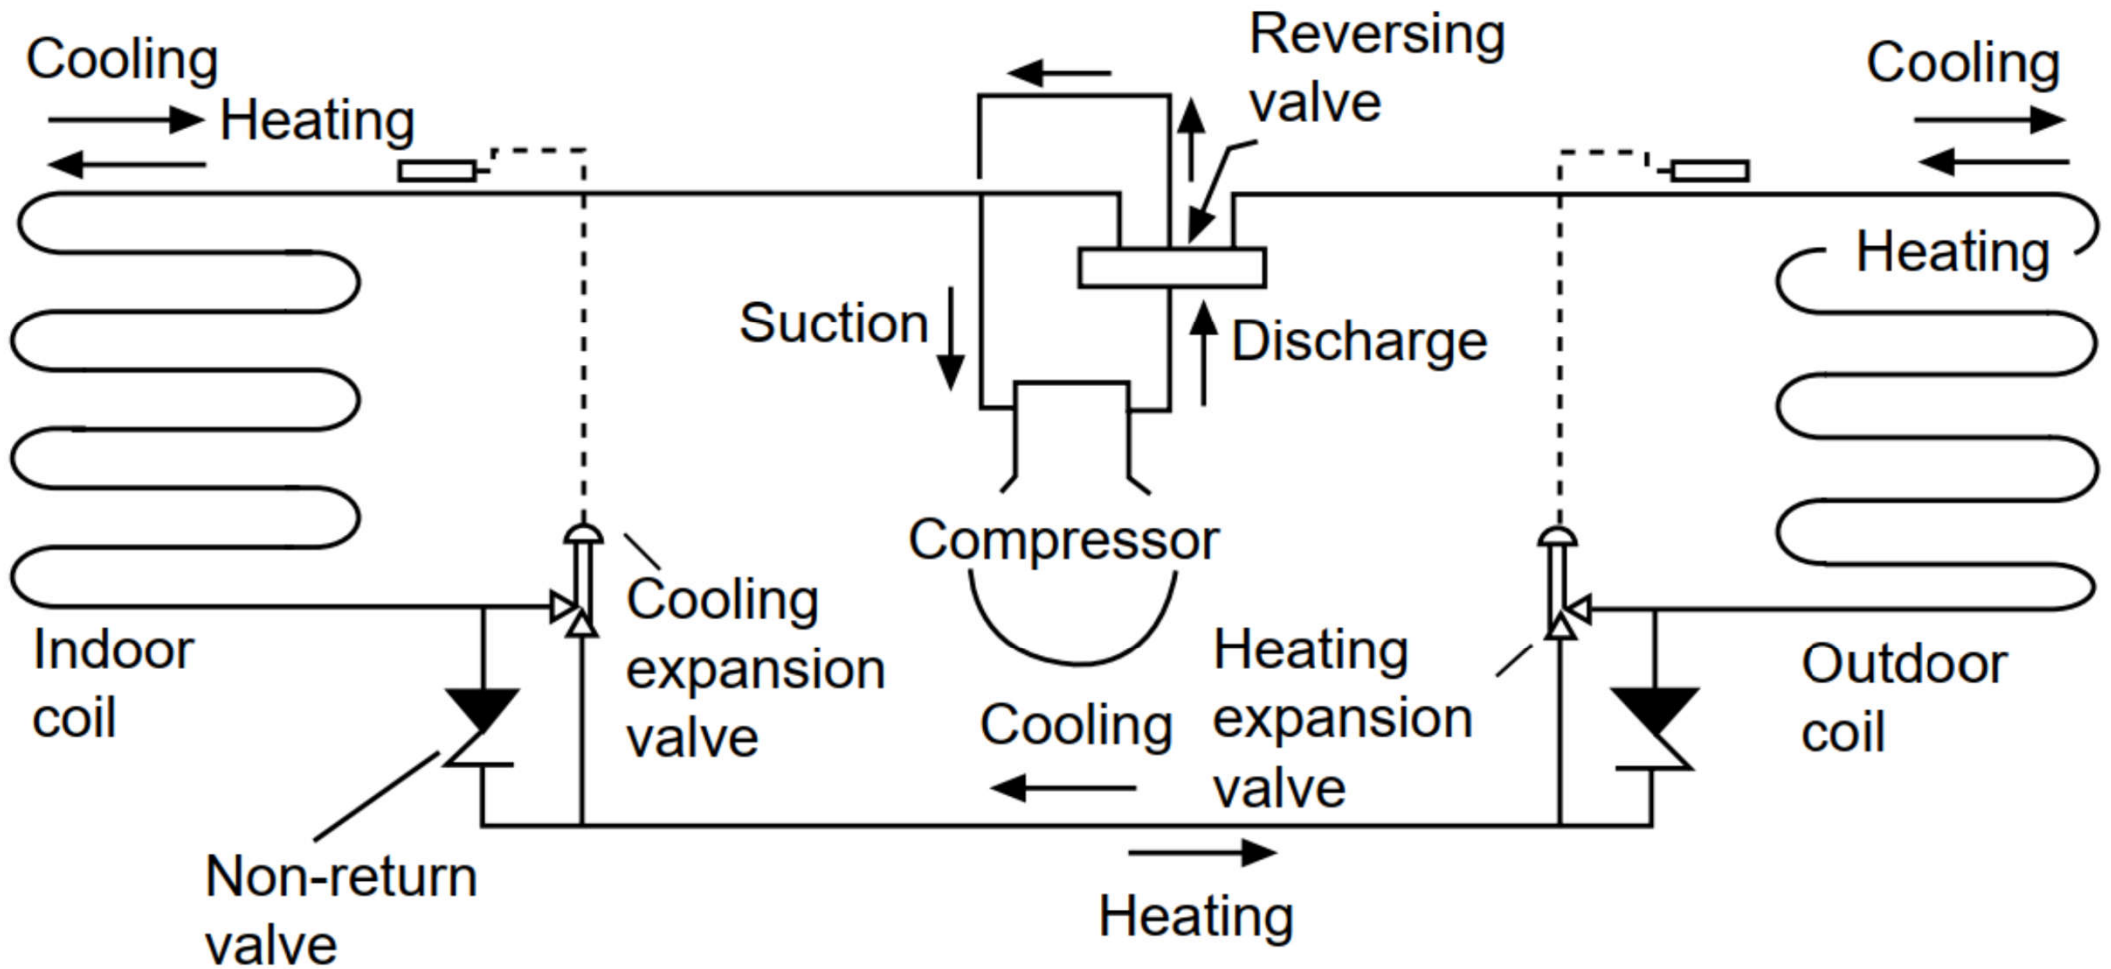 Cooling
Heating
Reversing
valve
Cooling
Heating
Suction
Discharge
Compressor
Indoor
coil
Cooling
expansion
valve
Cooling
Heating
expansion
valve
Outdoor
coil
Non-return
valve
Heating